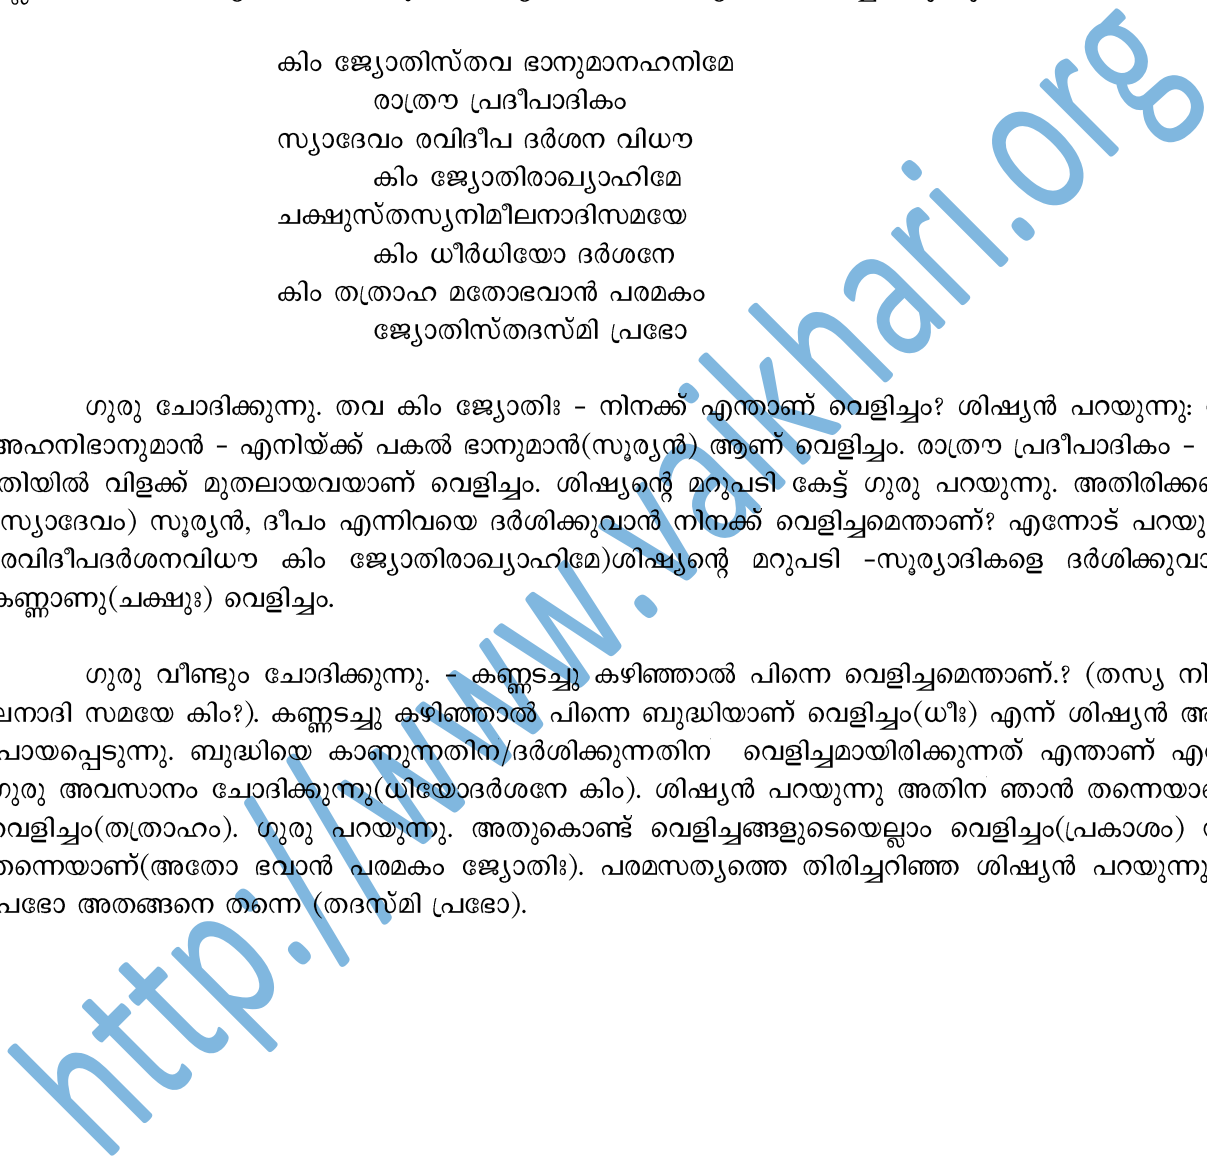 കിം ജ്യോതിസ്തവ ഭാനുമാനഹനിമേ
രാത്രൗ പ്രദീപാദികം
സ്യാദേവം രവിദീപ ദർശന വിധൗ
കിം ജ്യോതിരാഖ്യാഹിമേ
ചക്ഷുസ്തസ്യനിമീലനാദിസമയേ
കിം ധീർധിയോ ദർശനേ
കിം തത്രാഹ മതോഭവാൻ പരമകം
ജ്യോതിസ്തദസ്മി പ്രഭോ
ഗുരു ചോദിക്കുന്നു. തവ കിം ജ്യോതിഃ - നിനക്ക് എന്താണ് വെളിച്ചം? ശിഷ്യൻ പറയുന്നു:
അഹനിഭാനുമാൻ - എനിയ്ക്ക് പകൽ ഭാനുമാൻ(സൂര്യൻ) ആണ് വെളിച്ചം. രാത്രൗ പ്രദീപാദികം -
തിയിൽ വിളക്ക് മുതലായവയാണ് വെളിച്ചം. ശിഷ്യന്റെ മറുപടി കേട്ട് ഗുരു പറയുന്നു. അതിരിക്ക
സ്യാദേവം) സൂര്യൻ, ദീപം എന്നിവയെ ദർശിക്കുവാൻ നിനക്ക് വെളിച്ചമെന്താണ്? എന്നോട് പറയു
രവിദീപദർശനവിധൗ കിം ജ്യോതിരാഖ്യാഹിമേ)ശിഷ്യന്റെ മറുപടി -സൂര്യാദികളെ ദർശിക്കുവാ
കണ്ണാണു(ചക്ഷുഃ) വെളിച്ചം.
ഗുരു വീണ്ടും ചോദിക്കുന്നു. - കണ്ണടച്ചു കഴിഞ്ഞാൽ പിന്നെ വെളിച്ചമെന്താണ്.? (തസ്യ നി
ലനാദി സമയേ കിം?). കണ്ണടച്ചു കഴിഞ്ഞാൽ പിന്നെ ബുദ്ധിയാണ് വെളിച്ചം(ധീഃ) എന്ന് ശിഷ്യൻ അ
പ്രായപ്പെടുന്നു. ബുദ്ധിയെ കാണുന്നതിന/ദർശിക്കുന്നതിന വെളിച്ചമായിരിക്കുന്നത് എന്താണ് എ
ഗുരു അവസാനം ചോദിക്കുന്നു(ധിയോദർശനേ കിം). ശിഷ്യൻ പറയുന്നു അതിന ഞാൻ തന്നെയാ
വെളിച്ചം(തത്രാഹം). ഗുരു പറയുന്നു. അതുകൊണ്ട് വെളിച്ചങ്ങളുടെയെല്ലാം വെളിച്ചം(പ്രകാശം)
തന്നെയാണ്(അതോ ഭവാൻ പരമകം ജ്യോതിഃ). പരമസത്യത്തെ തിരിച്ചറിഞ്ഞ ശിഷ്യൻ പറയുന്നു
പ്രഭോ അതങ്ങനെ തന്നെ (തദസ്മി പ്രഭോ).
http://www.vaikhari.org